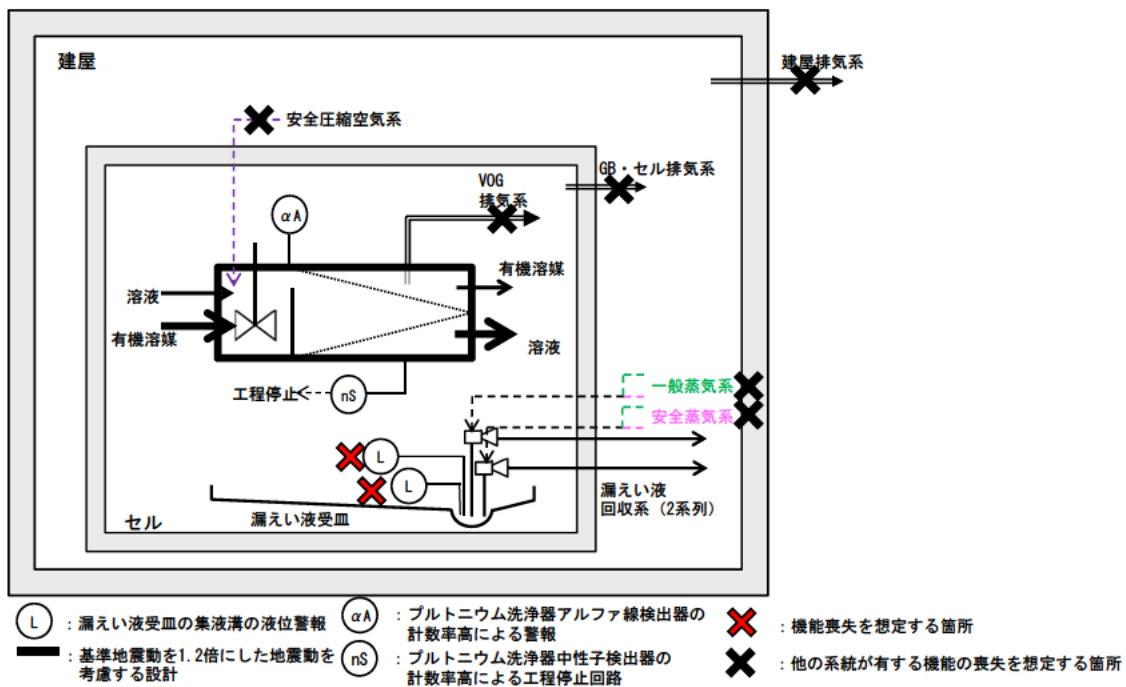 建屋
建屋排気系
安全圧縮空気系
GB・セル排気系
VOG
排気系
αA
有機溶媒
溶液
有機溶媒
溶液
工程停止
nS
一般蒸気系
安全蒸気系
L
L
漏えい液
回収系（2系列）
漏えい液受皿
セル
L
：漏えい液受皿の集液溝の液位警報
：基準地震動を1.2倍にした地震動を
考慮する設計
αA
：プルトニウム洗浄器アルファ線検出器の
計数率高による警報
nS
：プルトニウム洗浄器中性子検出器の
計数率高による工程停止回路
：機能喪失を想定する箇所
：他の系統が有する機能の喪失を想定する箇所